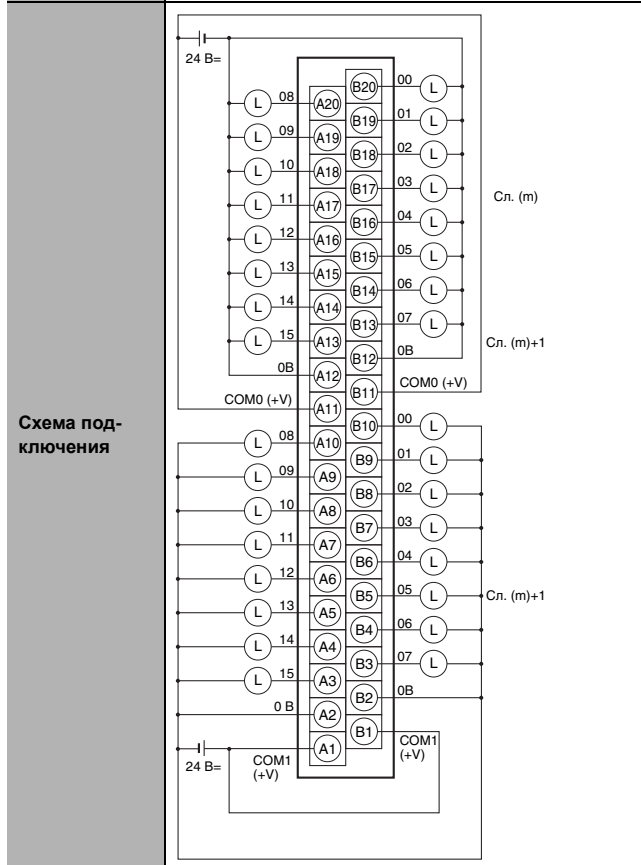 Схема под-
ключения
24 В=
B20 00 L
L 08 A20
B19 01 L
L 09 A19
B18 02 L
L 10 A18
B17 03 L
Сл. (m)
L 11 A17
B16 04 L
L 12 A16
B15 05 L
L 13 A15
B14 06 L
L 14 A14
B13 07 L
L 15 A13
Сл. (m)+1
B12 0В
0В A12
B11 COM0 (+V)
COM0 (+V) A11
B10 00 L
L 08 A10
B9 01 L
L 09 A9
B8 02 L
L 10 A8
B7 03 L
L 11 A7
B6 04 L
L 12 A6
B5 05 L Сл. (m)+1
L 13 A5
B4 06 L
L 14 A4
B3 07 L
L 15 A3
B2 0В
0 В A2
B1
COM1
(+V)
A1
COM1
(+V)
24 В=